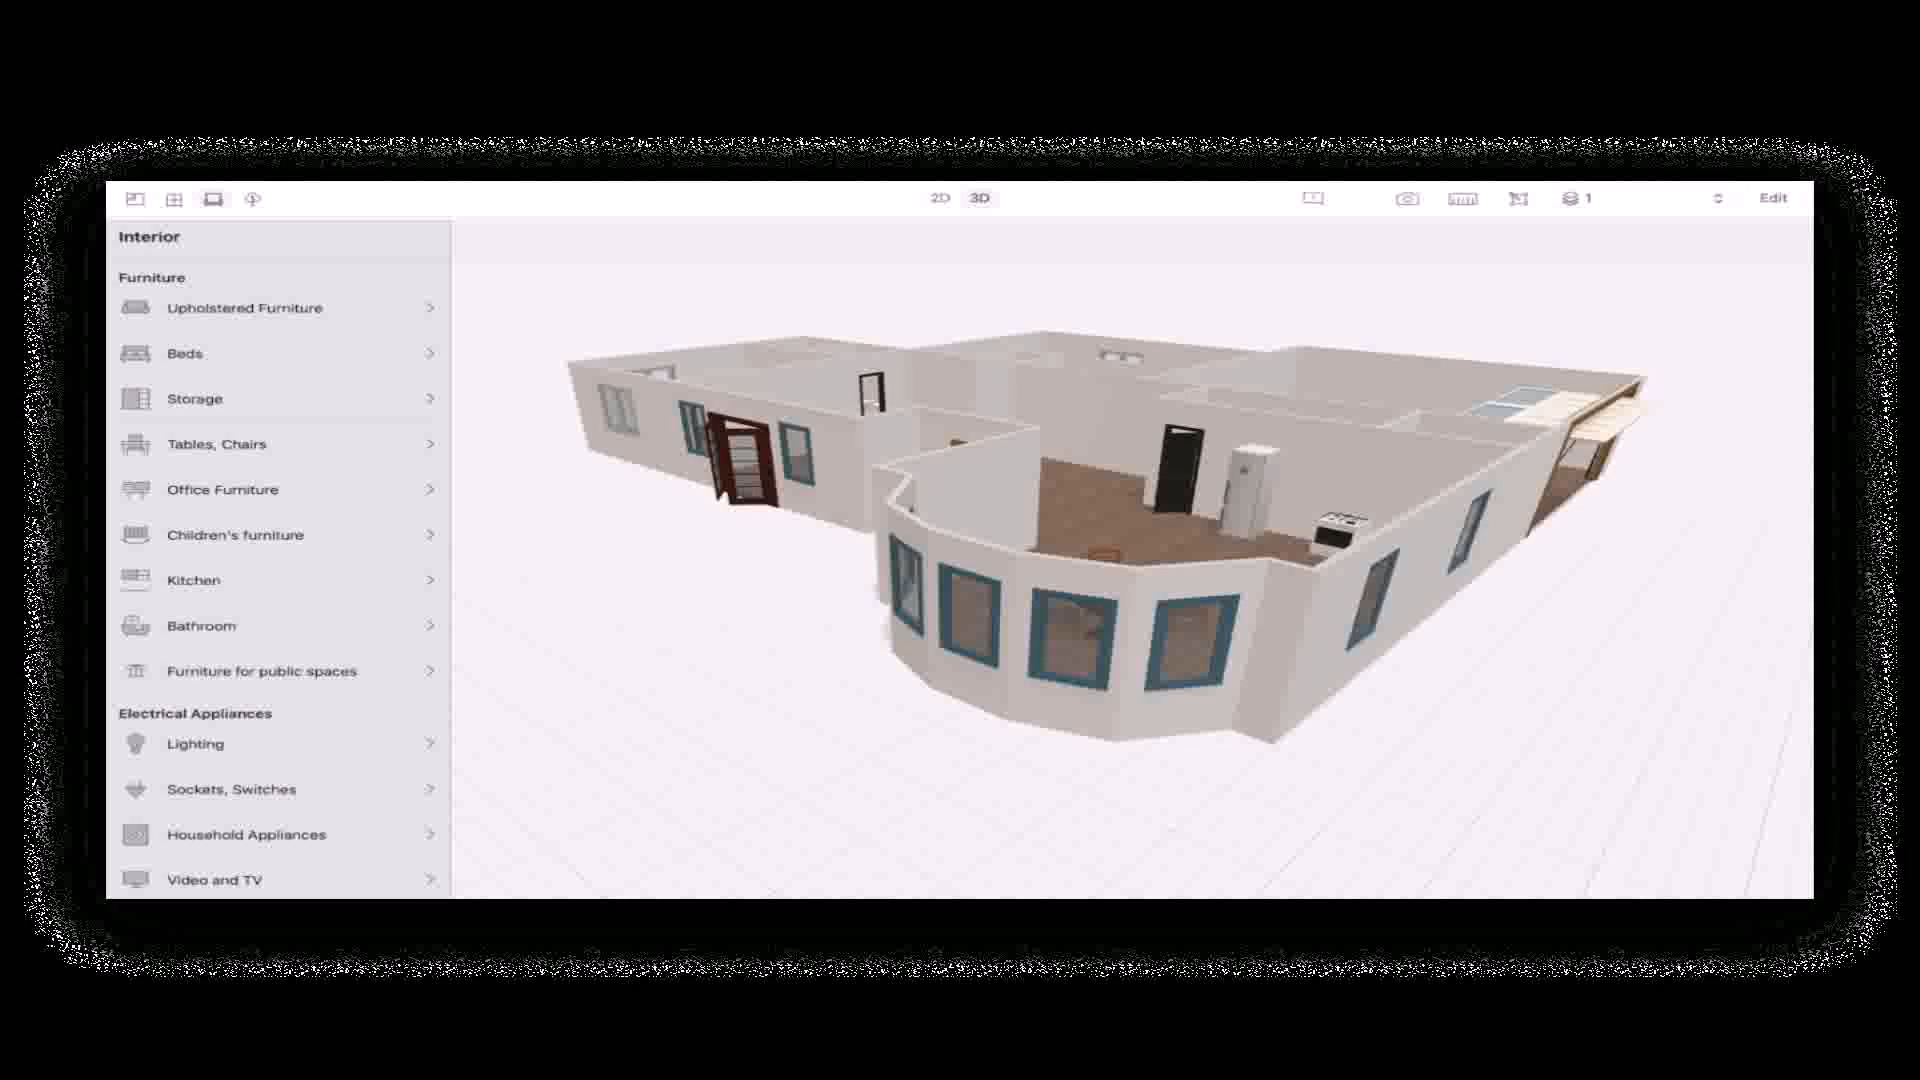 2D 3D 1 Edit
Interior
Furniture
Upholstered Furniture
Beds
Storage
Tables, Chairs
Office Furniture
Children's furniture
Kitchen
Bathroom
Furniture for public spaces
Electrical Appliances
Lighting
Sockets, Switches
Household Appliances
Video and TV